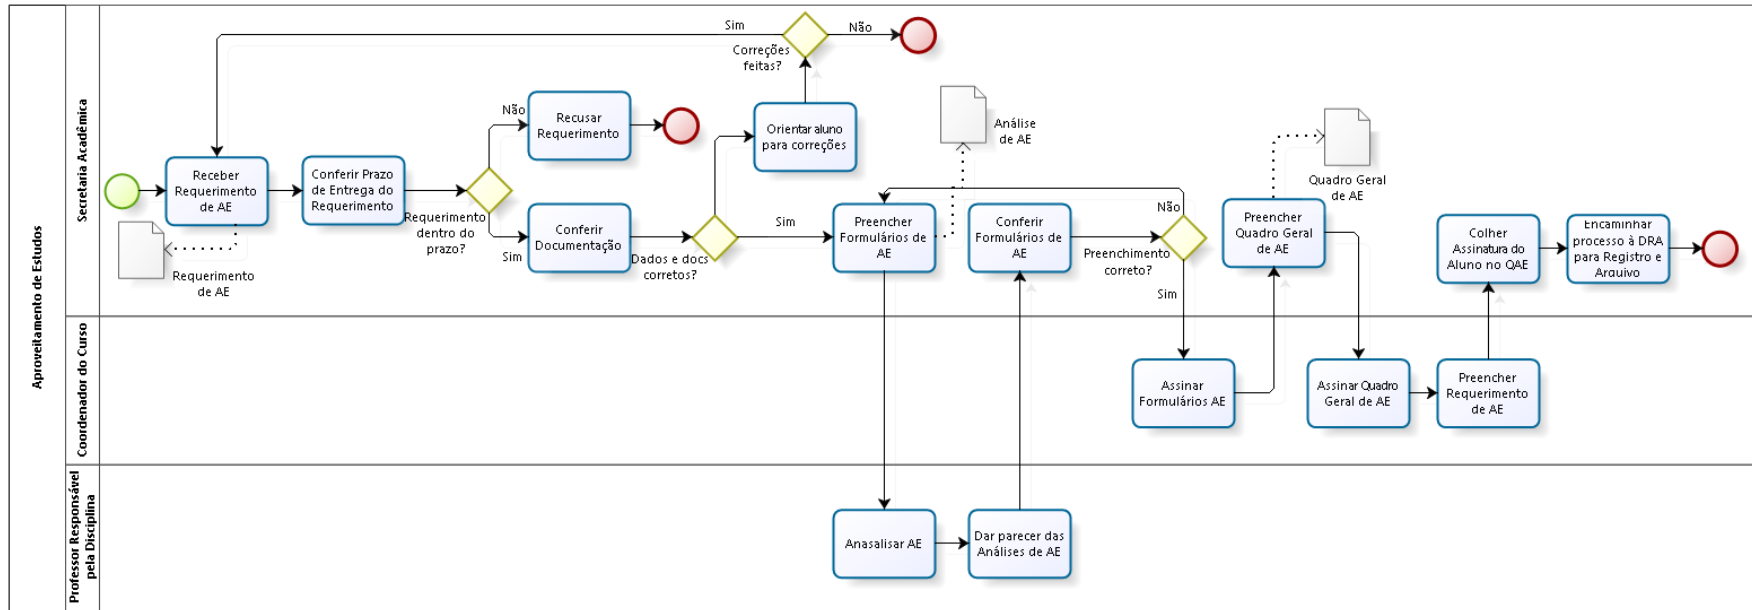 Aproveitamento de Estudos
Secretaria Acadêmica
Sim
Não
Correções
feitas?
Receber
Requerimento
de AE
Requerimento
de AE
Conferir Prazo
de Entrega do
Requerimento
Requerimento
dentro do
prazo?
Não
Recusar
Requerimento
Sim
Conferir
Documentação
Dados e docs
corretos?
Orientar aluno
para correções
Sim
Preencher
Formulários de
AE
Análise
de AE
Conferir
Formulários de
AE
Preenchimento
correto?
Não
Sim
Preencher
Quadro Geral
de AE
Quadro Geral
de AE
Colher
Assinatura do
Aluno no QAE
Encaminhar
processo à DRA
para Registro e
Arquivo
Coordenador do Curso
Assinar
Formulários AE
Assinar Quadro
Geral de AE
Preencher
Requerimento
de AE
Professor Responsável
pela Disciplina
Anasalisar AE
Dar parecer das
Análises de AE